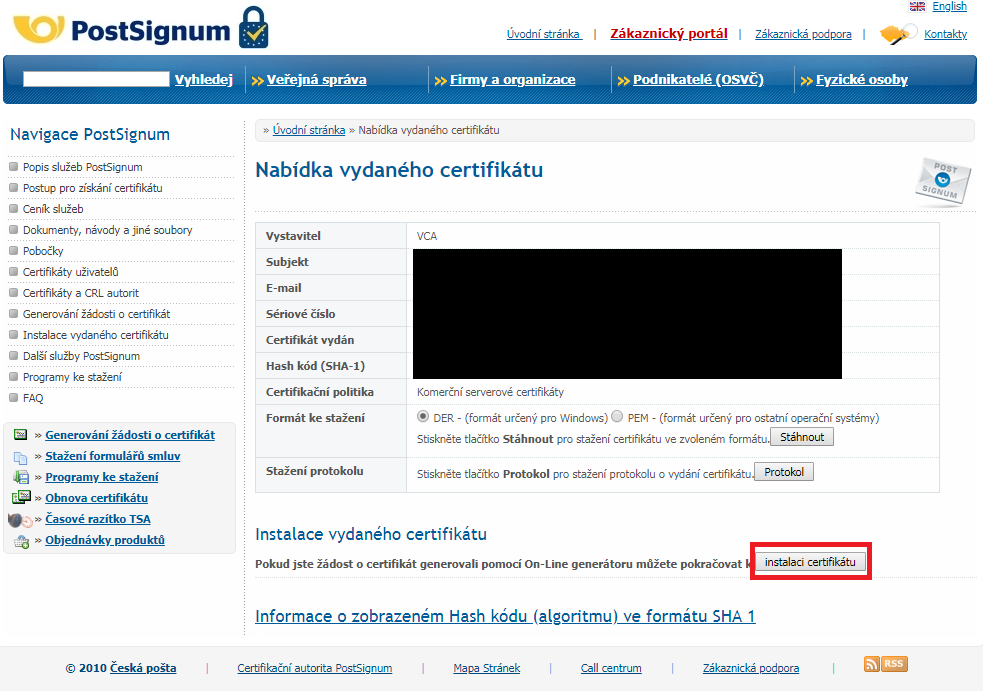 English
PostSignum
Úvodní stránka | Zákaznický portál | Zákaznická podpora | Kontakty
Vyhledej » Veřejná správa » Firmy a organizace » Podnikatelé (OSVČ) » Fyzické osoby
Navigace PostSignum
Popis služeb PostSignum
Postup pro získání certifikátu
Ceník služeb
Dokumenty, návody a jiné soubory
Pobočky
Certifikáty uživatelů
Certifikáty a CRL autorit
Generování žádosti o certifikát
Instalace vydaného certifikátu
Další služby PostSignum
Programy ke stažení
FAQ
» Generování žádosti o certifikát
» Stažení formulářů smluv
» Programy ke stažení
» Obnova certifikátu
» Časové razítko TSA
» Objednávky produktů
» Úvodní stránka » Nabídka vydaného certifikátu
Nabídka vydaného certifikátu
POST
SIGNUM
Vystavitel VCA
Subjekt
E-mail
Sériové číslo
Certifikát vydán
Hash kód (SHA-1)
Certifikační politika Komerční serverové certifikáty
Formát ke stažení DER - (formát určený pro Windows) PEM - (formát určený pro ostatní operační systémy)
Stiskněte tlačítko Stáhnout pro stažení certifikátu ve zvoleném formátu. Stáhnout
Stažení protokolu Stiskněte tlačítko Protokol pro stažení protokolu o vydání certifikátu. Protokol
Instalace vydaného certifikátu
Pokud jste žádost o certifikát generovali pomocí On-Line generátoru můžete pokračovat k instalaci certifikátu
Informace o zobrazeném Hash kódu (algoritmu) ve formátu SHA 1
© 2010 Česká pošta | Certifikační autorita PostSignum | Mapa Stránek | Call centrum | Zákaznická podpora | RSS